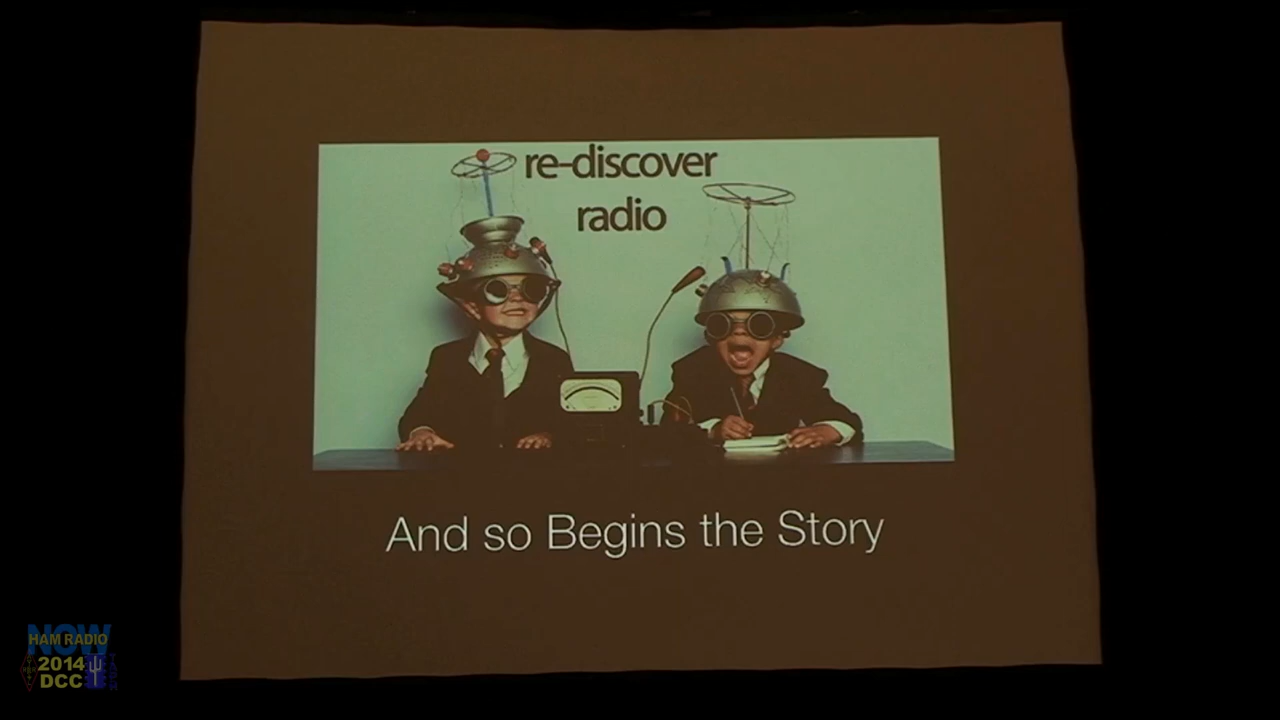 re-discover
radio
And so Begins the Story
NOW
HAM RADIO
2014
DCC